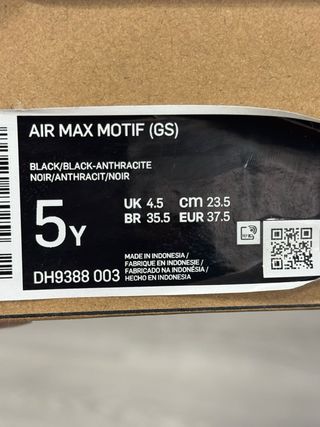 AIR MAX MOTIF (GS)
BLACK/BLACK-ANTHRACITE
NOIR/ANTHRACIT/NOIR
5Y
UK 4.5 cm 23.5
BR 35.5 EUR 37.5
MADE IN INDONESIA/
FABRIQUE EN INDONESIE/
FABRICADO NA INDONÉSIA/
HECHO EN INDONESIA
DH9388 003